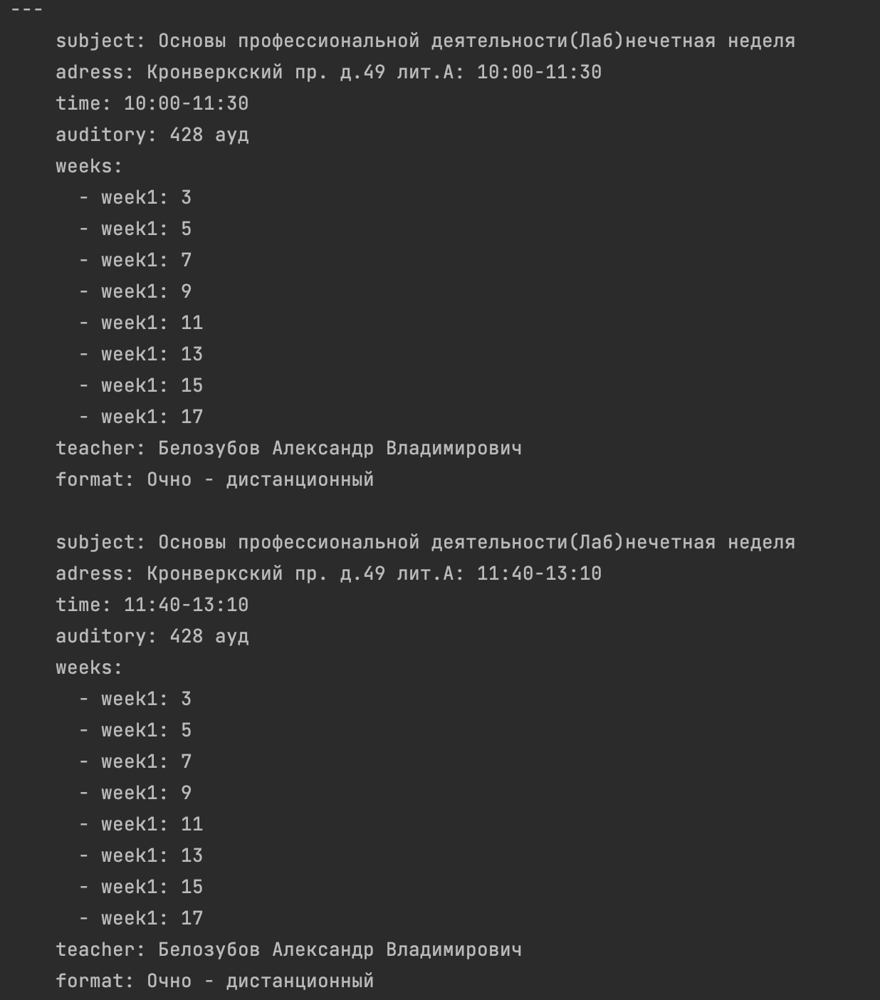 ---
subject: Основы профессиональной деятельности(Лаб)нечетная неделя
adress: Кронверкский пр. д.49 лит.А: 10:00-11:30
time: 10:00-11:30
auditory: 428 ауд
weeks:
- week1: 3
- week1: 5
- week1: 7
- week1: 9
- week1: 11
- week1: 13
- week1: 15
- week1: 17
teacher: Белозубов Александр Владимирович
format: Очно - дистанционный
subject: Основы профессиональной деятельности(Лаб)нечетная неделя
adress: Кронверкский пр. д.49 лит.А: 11:40-13:10
time: 11:40-13:10
auditory: 428 ауд
weeks:
- week1: 3
- week1: 5
- week1: 7
- week1: 9
- week1: 11
- week1: 13
- week1: 15
- week1: 17
teacher: Белозубов Александр Владимирович
format: Очно - дистанционный